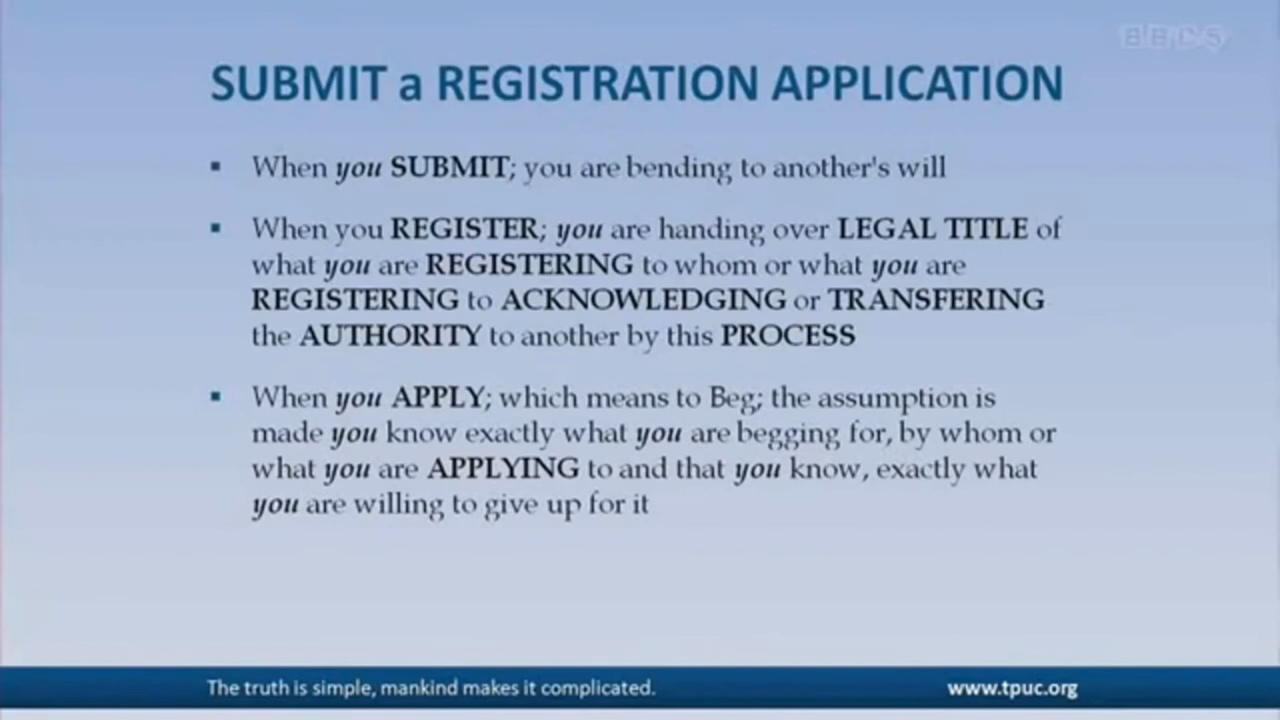 BBC5
SUBMIT a REGISTRATION APPLICATION
▪ When you SUBMIT; you are bending to another's will
▪ When you REGISTER; you are handing over LEGAL TITLE of
what you are REGISTERING to whom or what you are
REGISTERING to ACKNOWLEDGING or TRANSFERING
the AUTHORITY to another by this PROCESS
▪ When you APPLY; which means to Beg; the assumption is
made you know exactly what you are begging for, by whom or
what you are APPLYING to and that you know, exactly what
you are willing to give up for it
The truth is simple, mankind makes it complicated.
www.tpuc.org